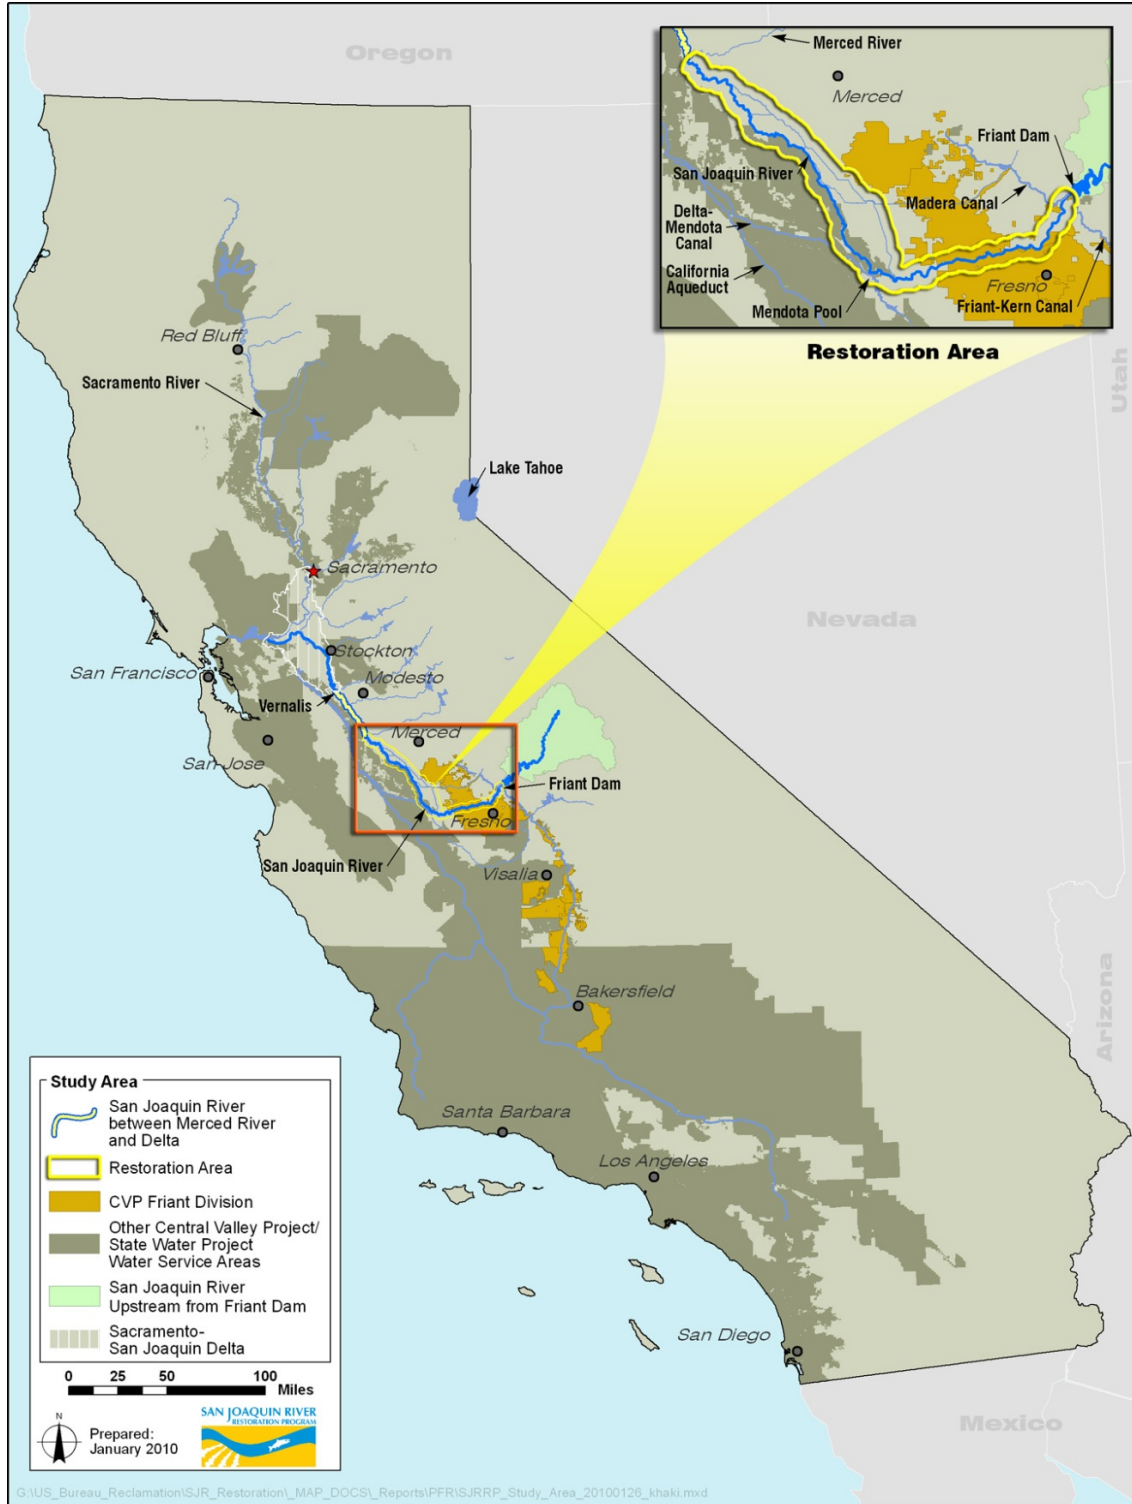 Oregon
Merced River
Merced
Friant Dam
San Joaquin River
Madera Canal
Delta-
Mendota
Canal
California
Aqueduct
Fresno
Mendota Pool
Friant-Kern Canal
Restoration Area
Utah
Red Bluff
Sacramento River
Lake Tahoe
Sacramento
Nevada
Stockton
San Francisco
Modesto
Vernalis
Merced
San Jose
Friant Dam
Fresno
San Joaquin River
Visalia
Arizona
Bakersfield
Santa Barbara
Los Angeles
San Diego
Mexico
Study Area
San Joaquin River
between Merced River
and Delta
Restoration Area
CVP Friant Division
Other Central Valley Project/
State Water Project
Water Service Areas
San Joaquin River
Upstream from Friant Dam
Sacramento-
San Joaquin Delta
0 25 50 100
Miles
N
Prepared:
January 2010
SAN JOAQUIN RIVER
RESTORATION PROGRAM
G:\US_Bureau_Reclamation\SJR_Restoration\_MAP_DOCS\_Reports\PFR\SJRRP_Study_Area_20100126_khaki.mxd